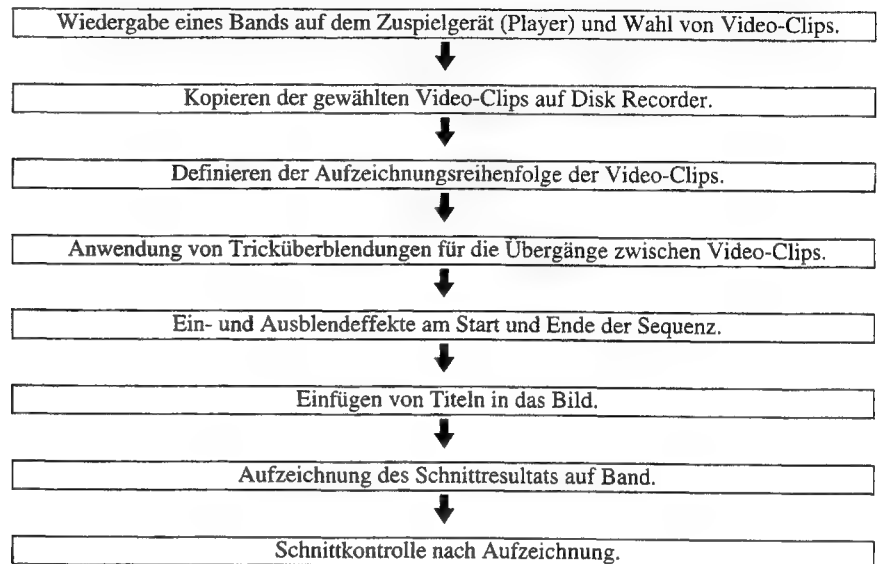 Wiedergabe eines Bands auf dem Zuspielgerät (Player) und Wahl von Video-Clips.
Kopieren der gewählten Video-Clips auf Disk Recorder.
Definieren der Aufzeichnungsreihenfolge der Video-Clips.
Anwendung von Tricküberblendungen für die Übergänge zwischen Video-Clips.
Ein- und Ausblendeffekte am Start und Ende der Sequenz.
Einfügen von Titeln in das Bild.
Aufzeichnung des Schnittresultats auf Band.
Schnittkontrolle nach Aufzeichnung.